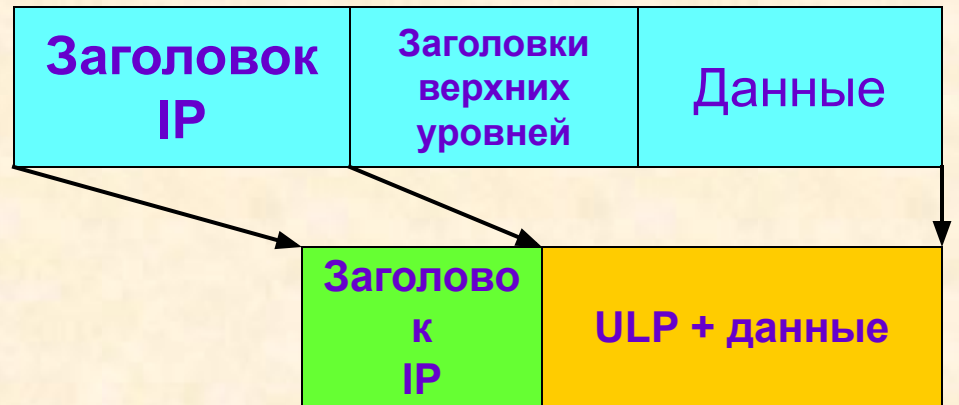 Заголовок
IP
Заголовки
верхних
уровней
Данные
Заголово
к
IP
ULP + данные